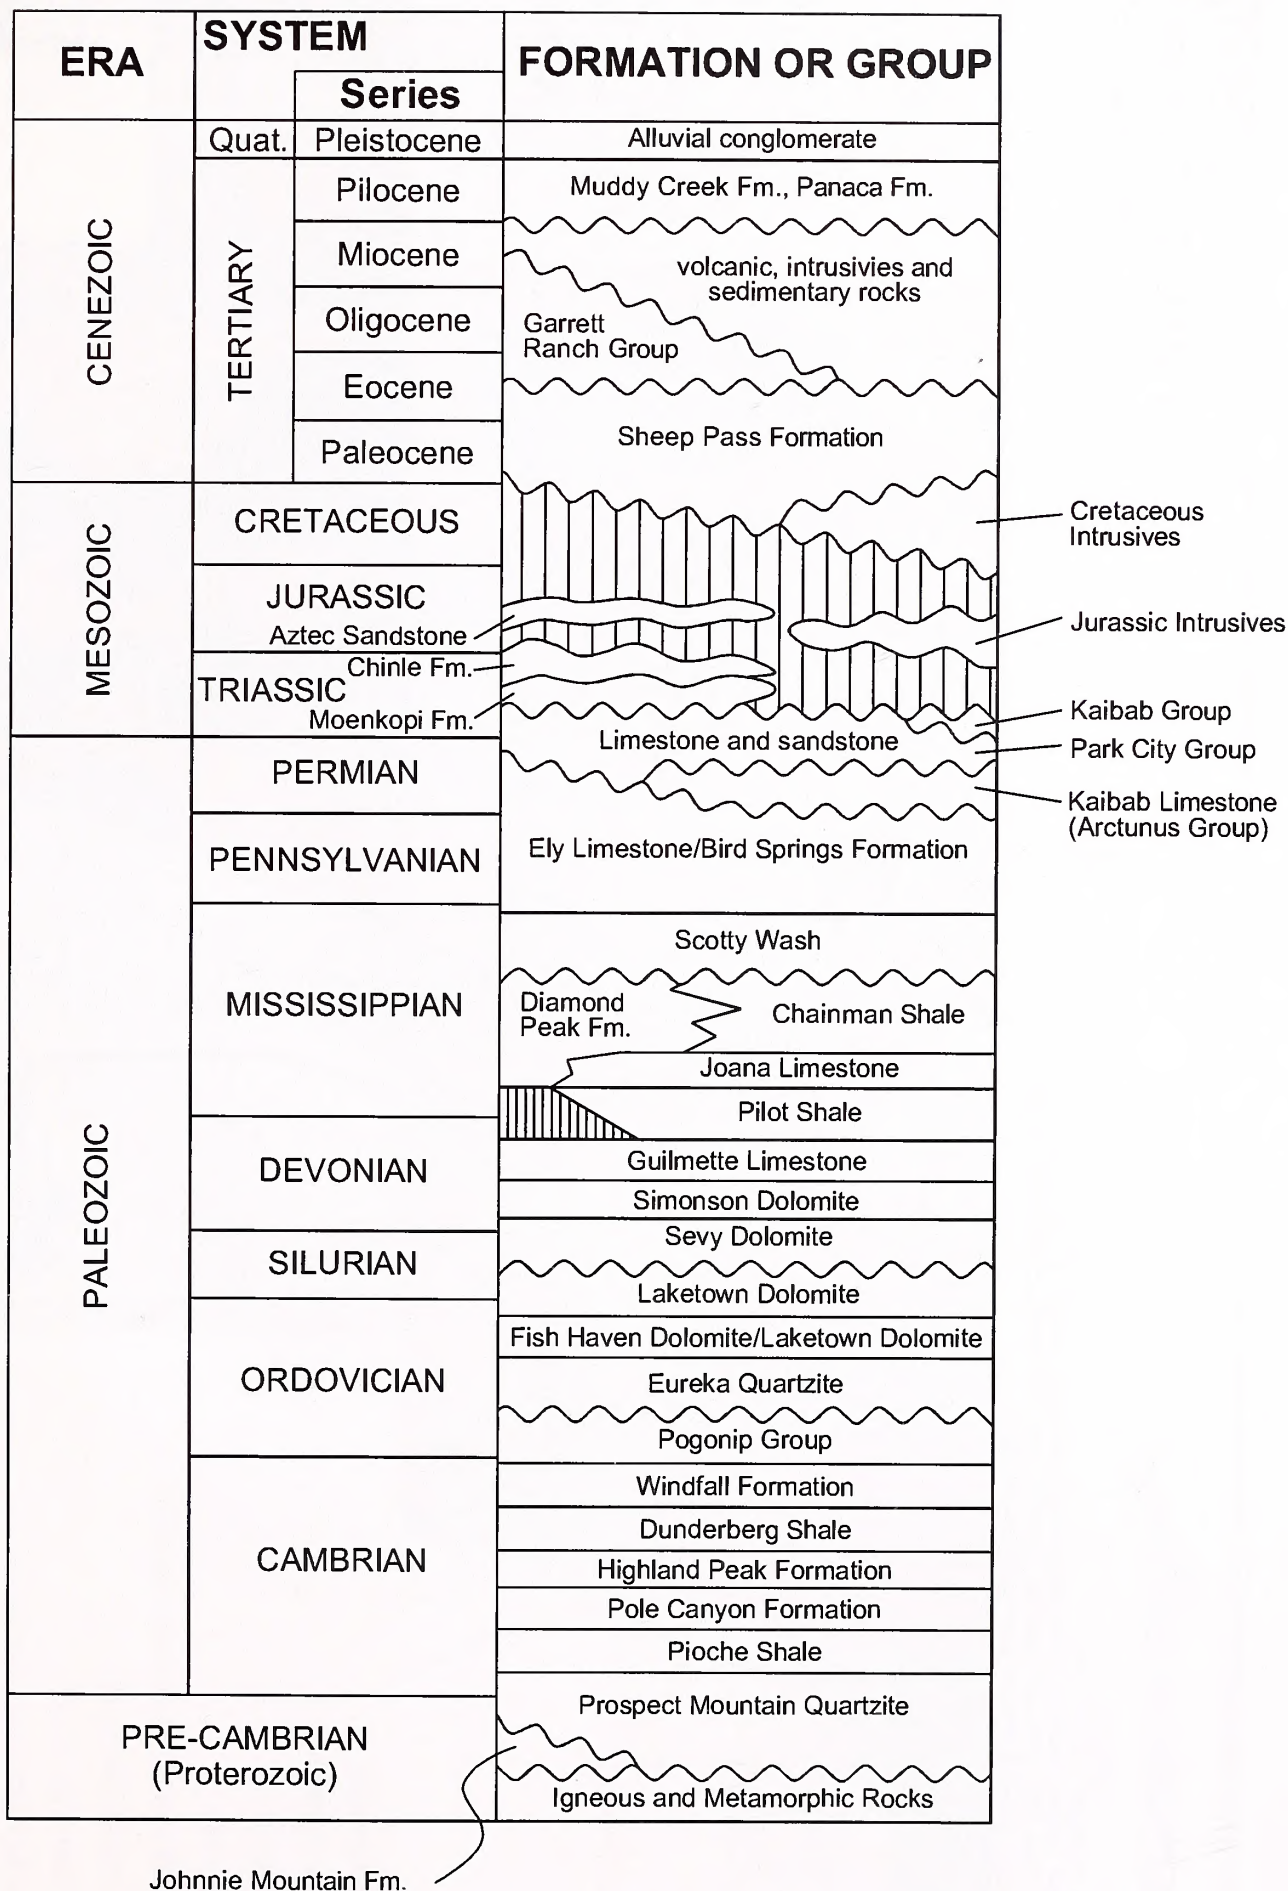 ERA
SYSTEM
Series
FORMATION OR GROUP
CENEZOIC
Quat.
Pleistocene
Alluvial conglomerate
TERTIARY
Pilocene
Muddy Creek Fm., Panaca Fm.
Miocene
volcanic, intrusivies and
sedimentary rocks
Oligocene
Garrett
Ranch Group
Eocene
Paleocene
Sheep Pass Formation
MESOZOIC
CRETACEOUS
Cretaceous
Intrusives
JURASSIC
Aztec Sandstone
Jurassic Intrusives
Chinle Fm.
TRIASSIC
Moenkopi Fm.
Kaibab Group
PALEOZOIC
PERMIAN
Limestone and sandstone
Park City Group
Kaibab Limestone
(Arctunus Group)
PENNSYLVANIAN
Ely Limestone/Bird Springs Formation
MISSISSIPPIAN
Scotty Wash
Diamond
Peak Fm.
Chainman Shale
Joana Limestone
Pilot Shale
DEVONIAN
Guilmette Limestone
Simonson Dolomite
Sevy Dolomite
SILURIAN
Laketown Dolomite
Fish Haven Dolomite/Laketown Dolomite
ORDOVICIAN
Eureka Quartzite
Pogonip Group
CAMBRIAN
Windfall Formation
Dunderberg Shale
Highland Peak Formation
Pole Canyon Formation
Pioche Shale
Prospect Mountain Quartzite
PRE-CAMBRIAN
(Proterozoic)
Igneous and Metamorphic Rocks
Johnnie Mountain Fm.